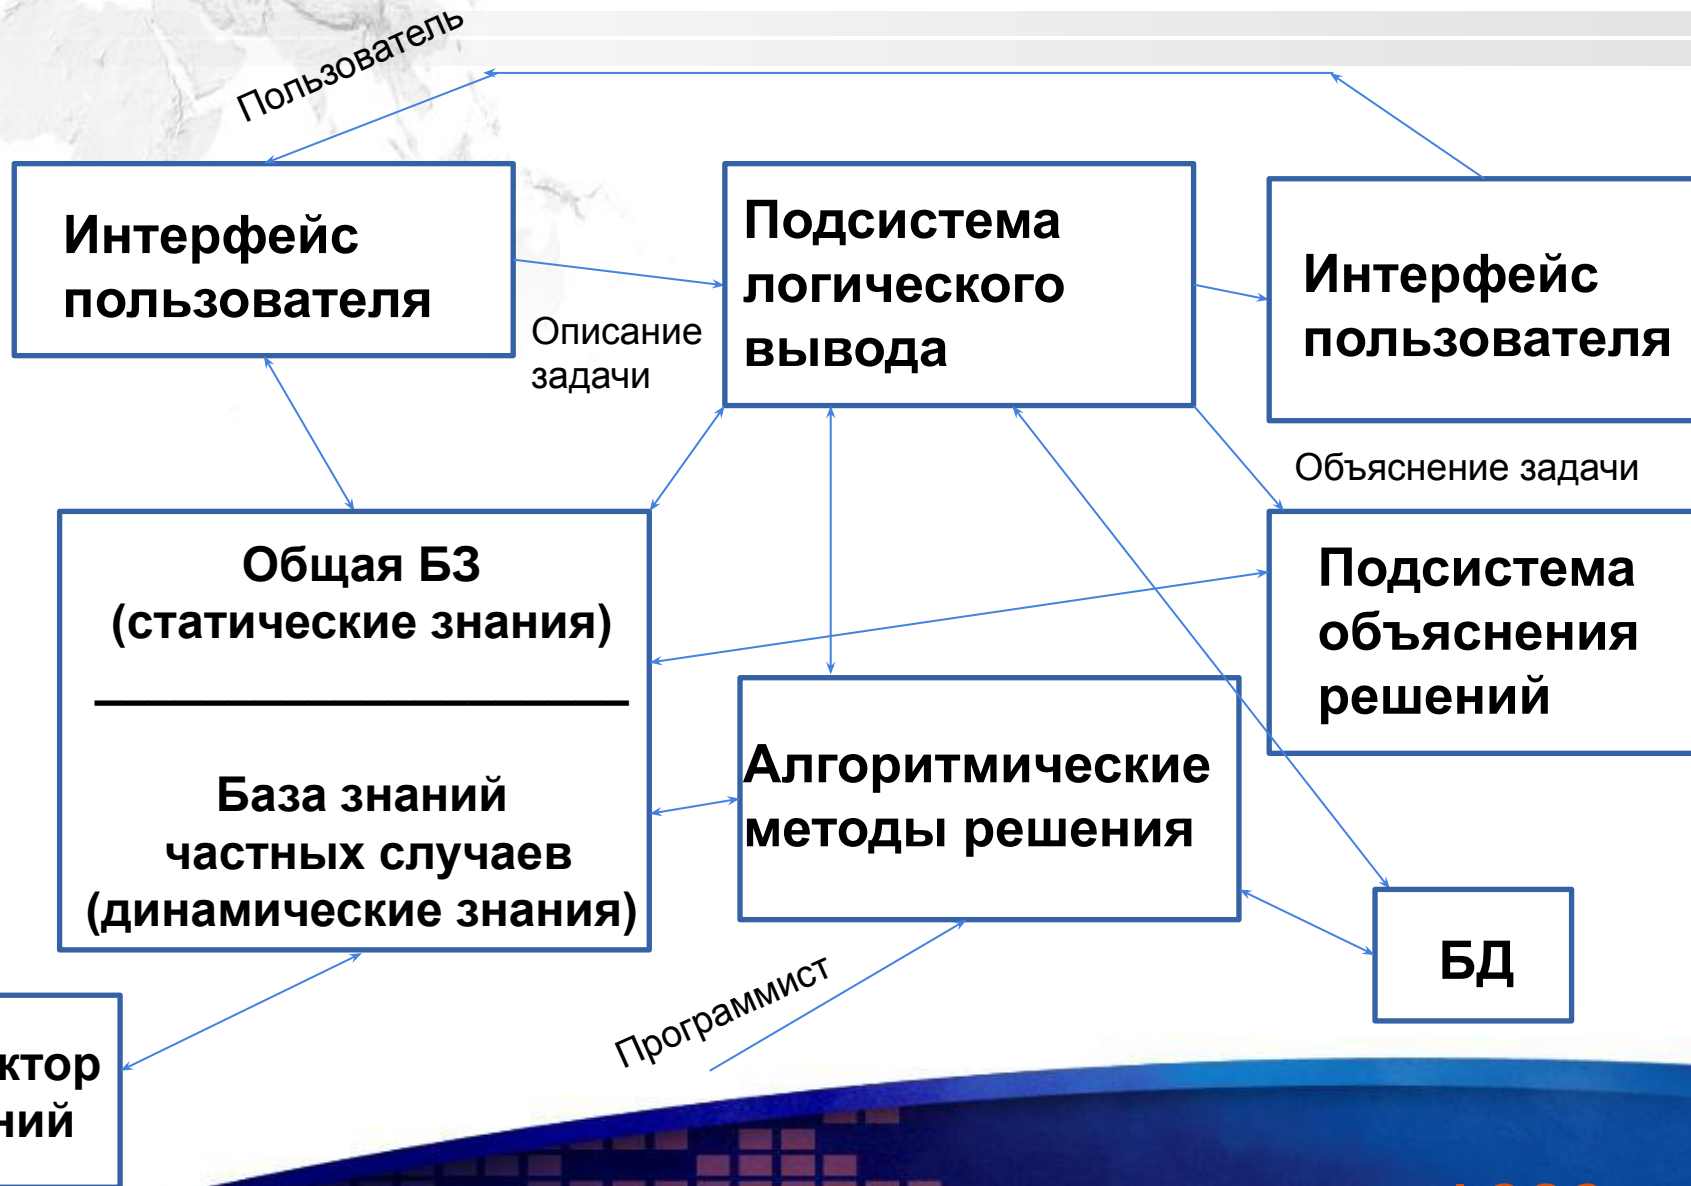 Пользователь
Интерфейс
пользователя
Описание
задачи
Подсистема
логического
вывода
Интерфейс
пользователя
Объяснение задачи
Общая БЗ
(статические знания)
База знаний
частных случаев
(динамические знания)
Подсистема
объяснения
решений
Алгоритмические
методы решения
БД
Программист
ктор
ний